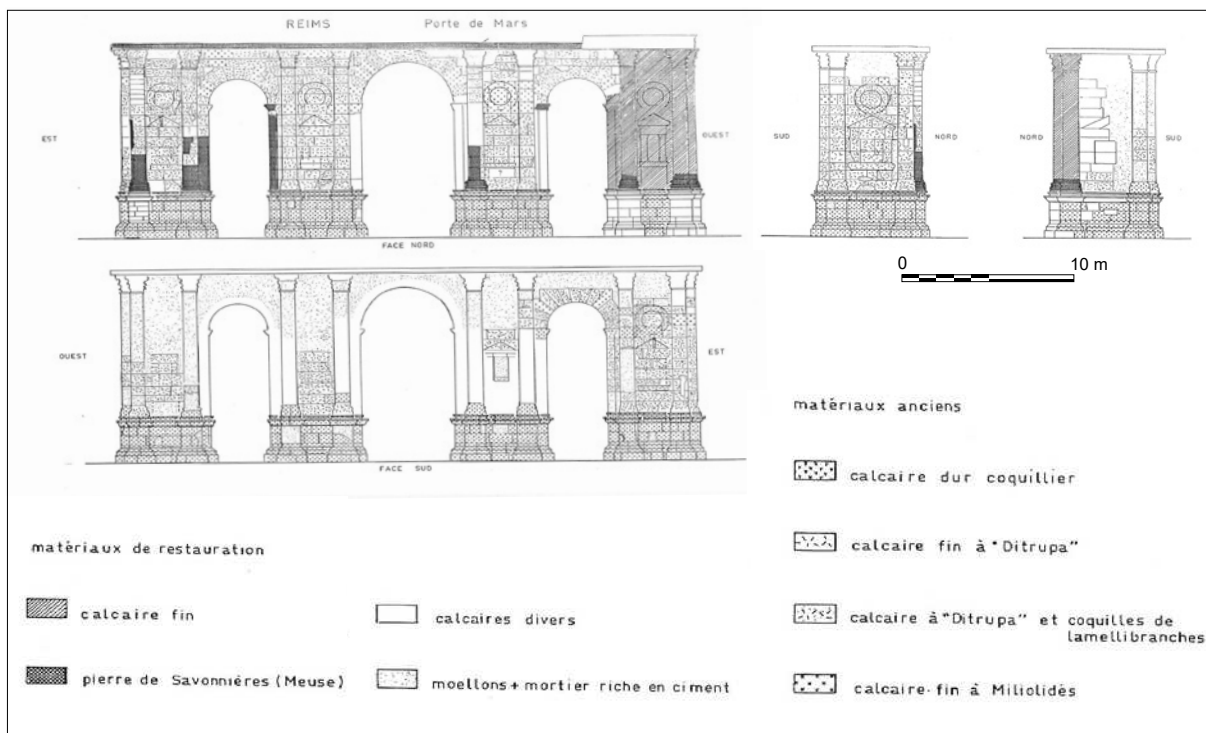 REIMS Porte de Mars
EST
OUEST
FACE NORD
SUD
NORD
NORD
SUD
0 10 m
OUEST
EST
FACE SUD
matériaux anciens
calcaire dur coquillier
calcaire fin à "Ditrupa"
calcaire à "Ditrupa" et coquilles de
lamellibranches
calcaire fin à Miliolidés
matériaux de restauration
calcaire fin
calcaires divers
pierre de Savonnières (Meuse)
moellons + mortier riche en ciment